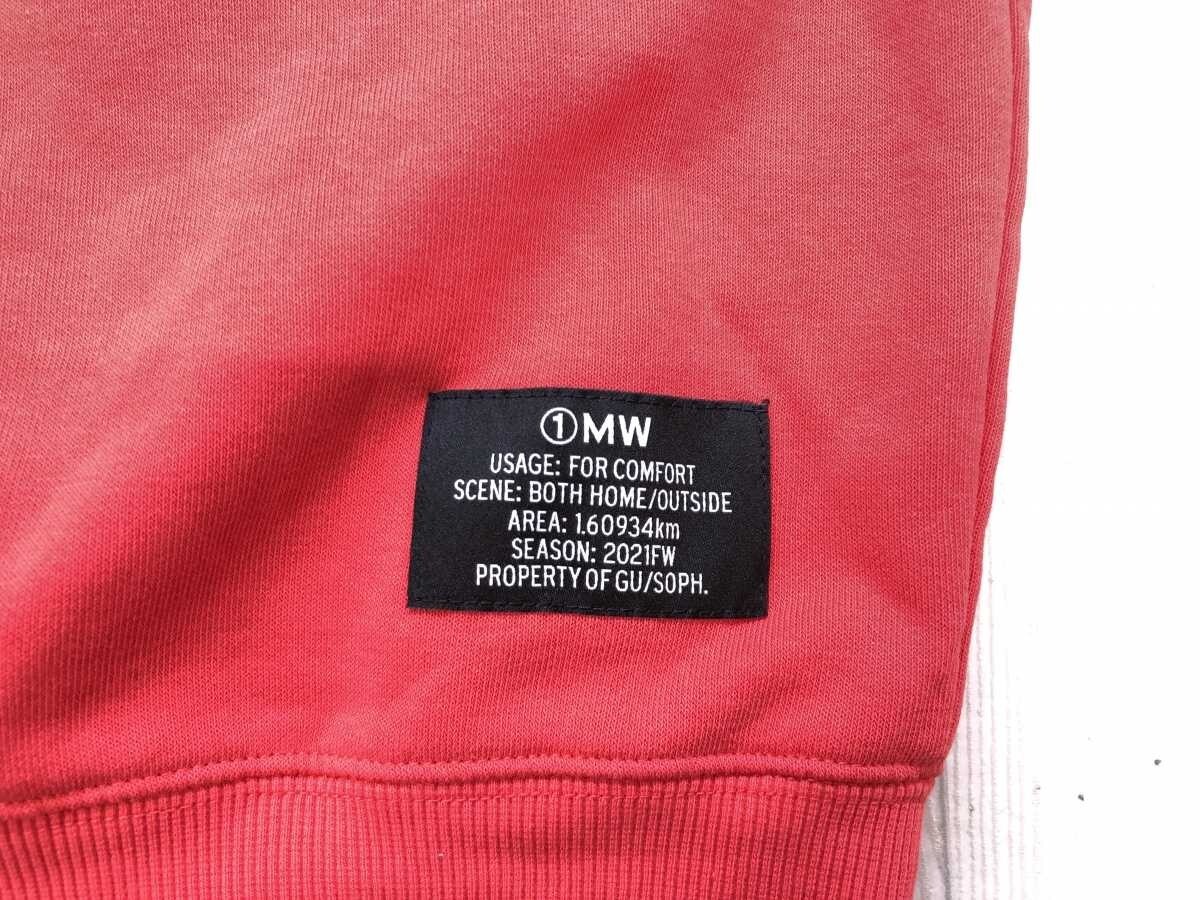 ①MW
USAGE: FOR COMFORT
SCENE: BOTH HOME/OUTSIDE
AREA: 1.60934km
SEASON: 2021FW
PROPERTY OF GU/SOPH.